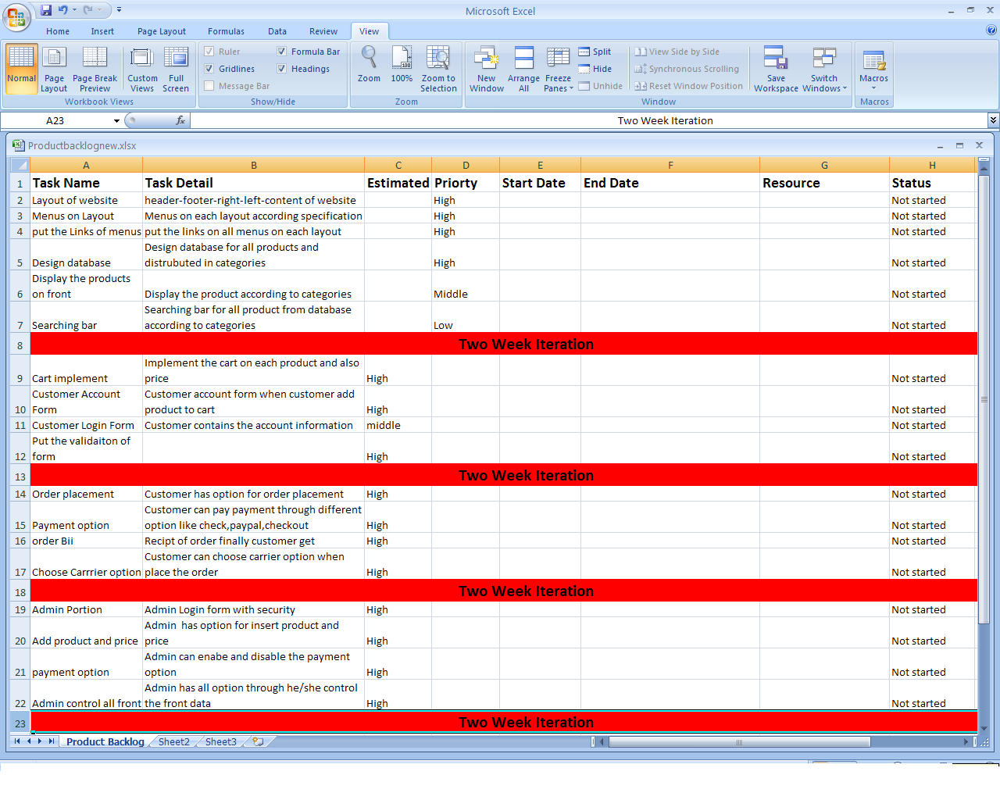 Microsoft Excel
Home Insert Page Layout Formulas Data Review View
Normal
Page
Layout
Page Break
Preview
Custom
Views
Full
Screen
Workbook Views
Ruler
Gridlines
Message Bar
Formula Bar
Headings
Show/Hide
Zoom
100
100%
Zoom to
Selection
Zoom
New
Window
Arrange
All
Freeze
Panes
Split
Hide
Unhide
View Side by Side
Synchronous Scrolling
Reset Window Position
Window
Save
Workspace
Switch
Windows
Macros
Macros
A23 fx Two Week Iteration
Productbacklognew.xlsx
A B C D E F G H
1 Task Name Task Detail Estimated Priorty Start Date End Date Resource Status
2 Layout of website header-footer-right-left-content of website High Not started
3 Menus on Layout Menus on each layout according specification High Not started
4 put the Links of menus put the links on all menus on each layout High Not started
Design database for all products and
5 Design database distrubuted in categories High Not started
Display the products
6 on front Display the product according to categories Middle Not started
Searching bar for all product from database
7 Searching bar according to categories Low Not started
8 Two Week Iteration
Implement the cart on each product and also
9 Cart implement price High Not started
Customer Account Customer account form when customer add
10 Form product to cart High Not started
11 Customer Login Form Customer contains the account information middle Not started
Put the validaiton of
12 form High Not started
13 Two Week Iteration
14 Order placement Customer has option for order placement High Not started
Customer can pay payment through different
15 Payment option option like check,paypal,checkout High Not started
16 order Bii Recipt of order finally customer get High Not started
Customer can choose carrier option when
17 Choose Carrrier option place the order High Not started
18 Two Week Iteration
19 Admin Portion Admin Login form with security High Not started
Admin has option for insert product and
20 Add product and price price High Not started
Admin can enabe and disable the payment
21 payment option option High Not started
Admin has all option through he/she control
22 Admin control all front the front data High Not started
23 Two Week Iteration
Product Backlog Sheet2 Sheet3